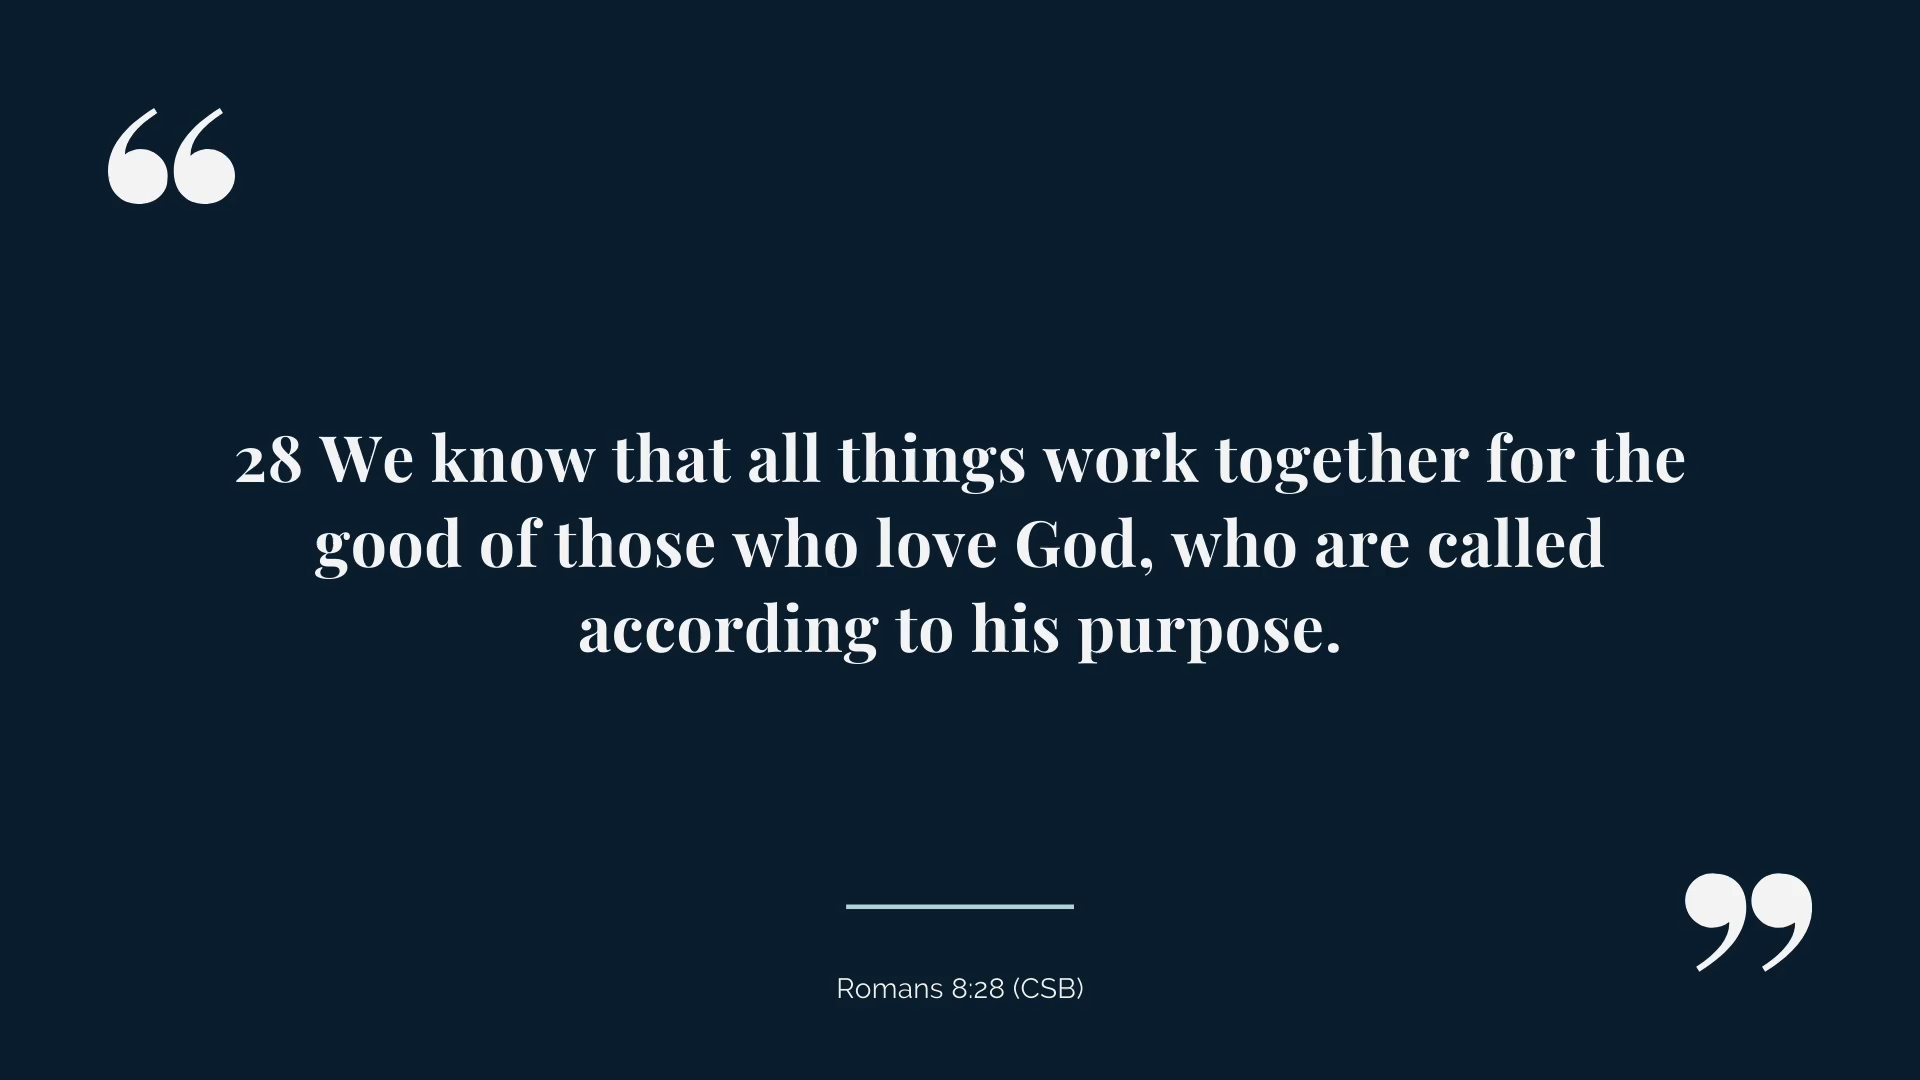 “
28 We know that all things work together for the
good of those who love God, who are called
according to his purpose.
”
Romans 8:28 (CSB)